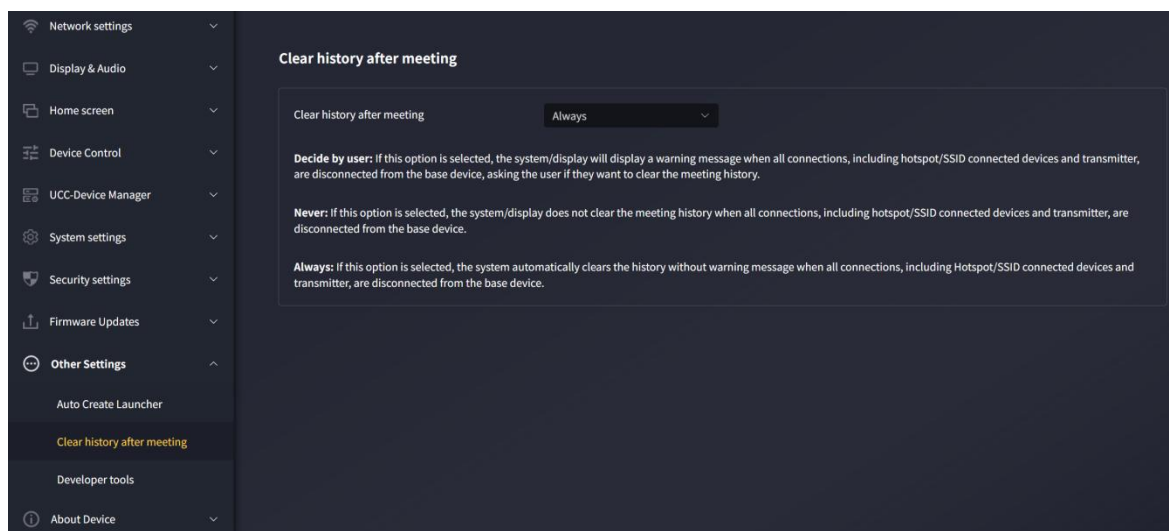 Network settings
Display & Audio
Home screen
Device Control
UCC-Device Manager
System settings
Security settings
Firmware Updates
Other Settings
Auto Create Launcher
Clear history after meeting
Developer tools
About Device
Clear history after meeting
Clear history after meeting
Always
Decide by user: If this option is selected, the system/display will display a warning message when all connections, including hotspot/SSID connected devices and transmitter,
are disconnected from the base device, asking the user if they want to clear the meeting history.
Never: If this option is selected, the system/display does not clear the meeting history when all connections, including hotspot/SSID connected devices and transmitter, are
disconnected from the base device.
Always: If this option is selected, the system automatically clears the history without warning message when all connections, including Hotspot/SSID connected devices and
transmitter, are disconnected from the base device.